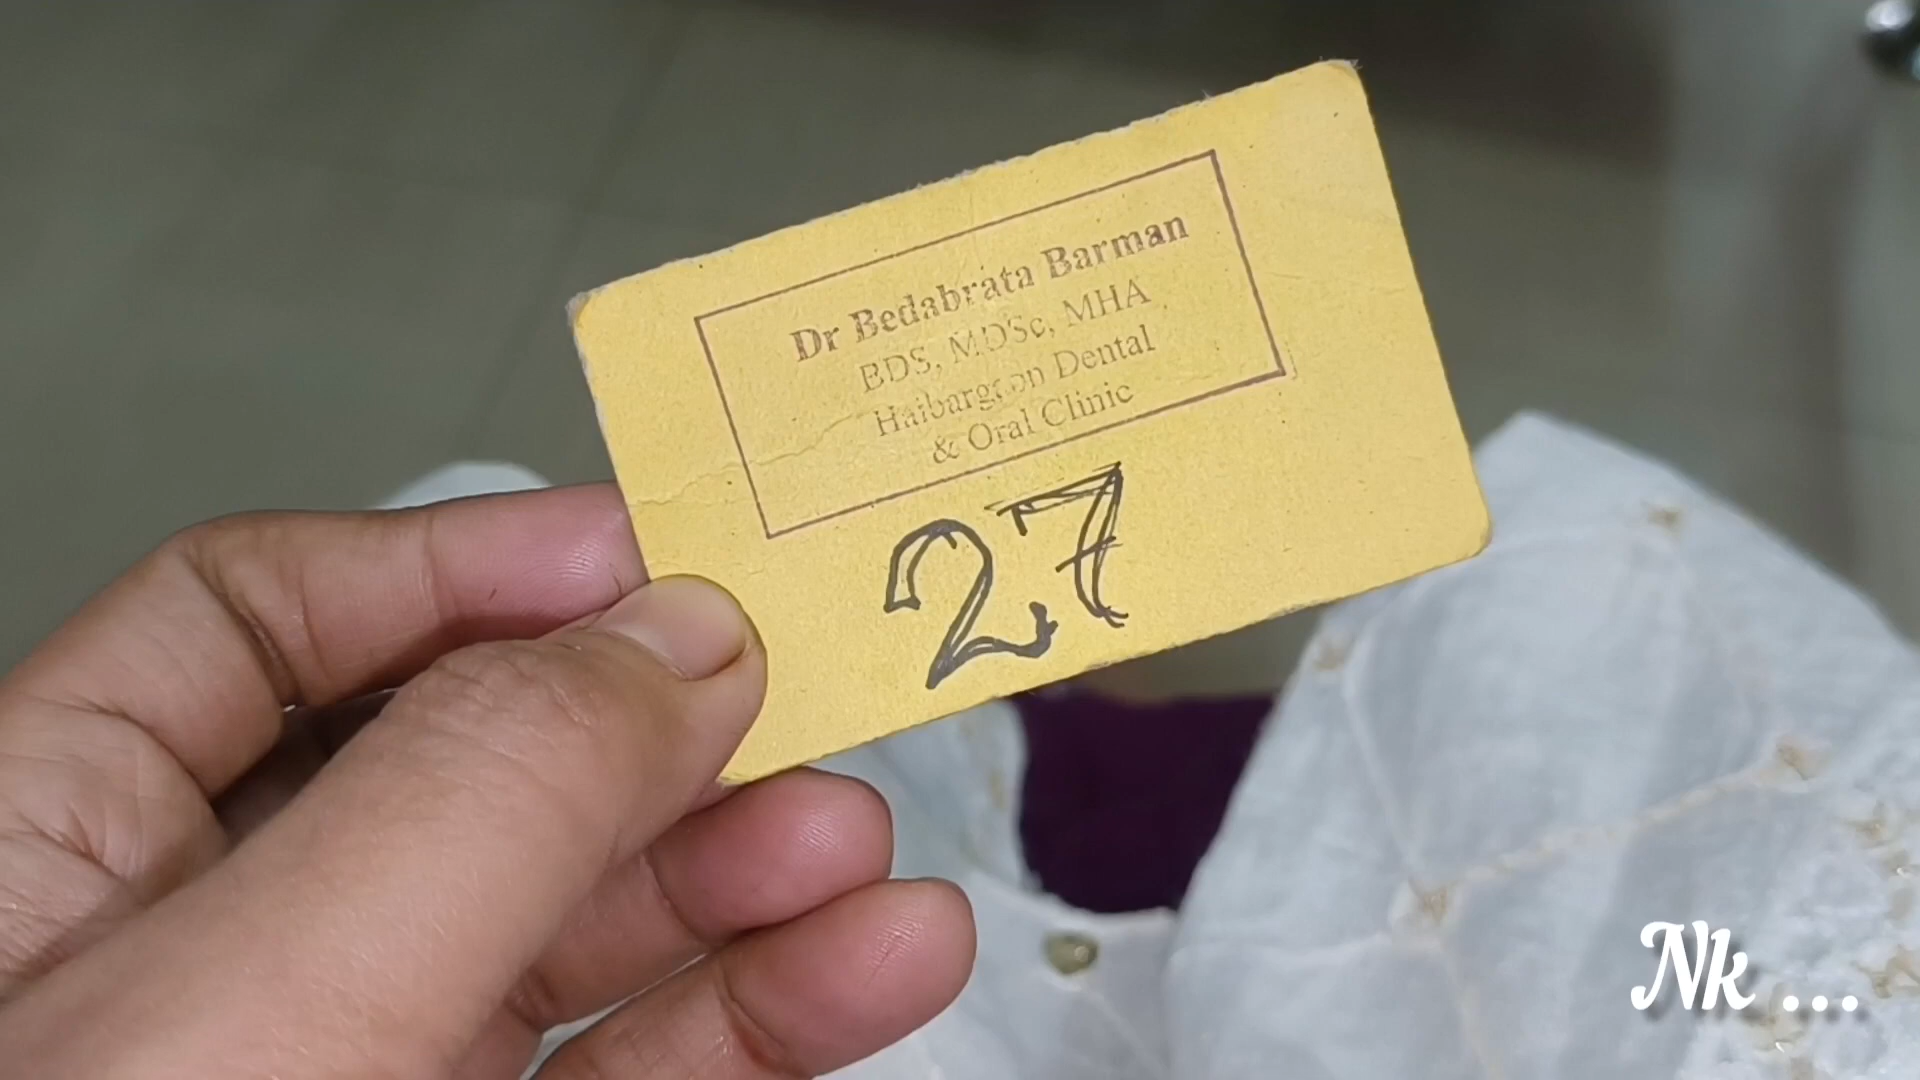 Dr Bedabrata Barman
BDS, MDSc, MHA
Haibargaon Dental
& Oral Clinic
27
Nk ...